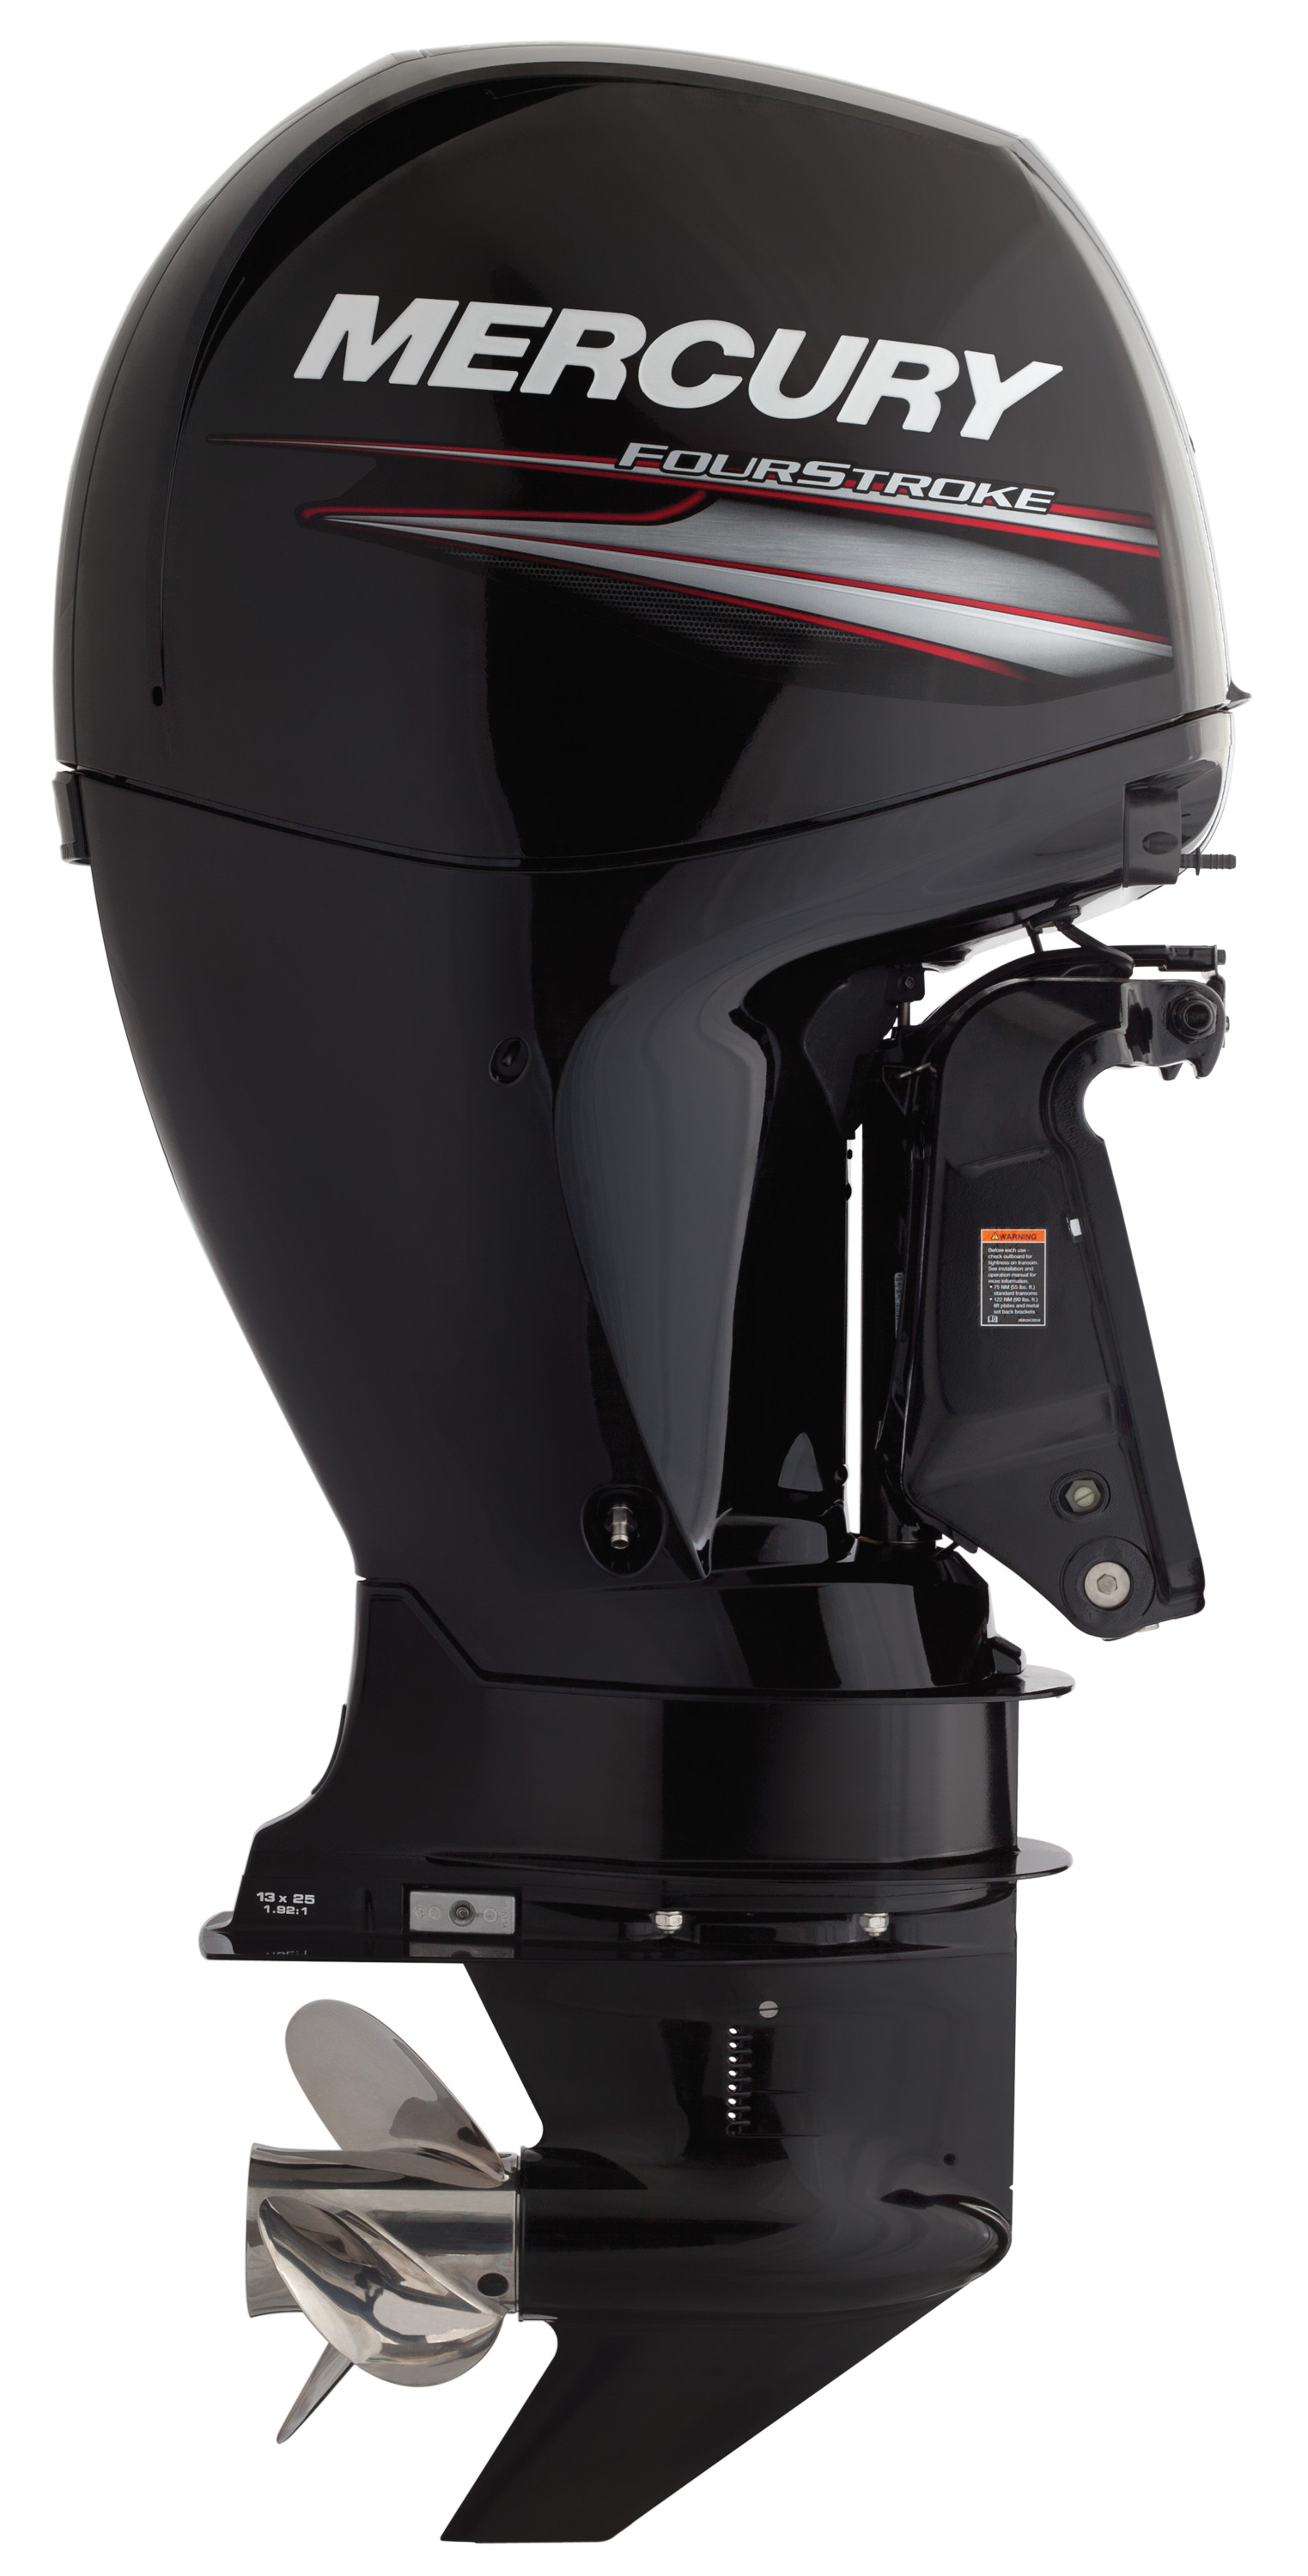 MERCURY
FOURSTROKE
WARNING
Before each use -
check outboard for
tightness on transom.
See installation and
operation manual for
more information.
• 75 NM (55 lbs. ft.)
standard transoms
• 122 NM (90 lbs. ft.)
lift plates and metal
set back brackets
13 x 25
1.92:1